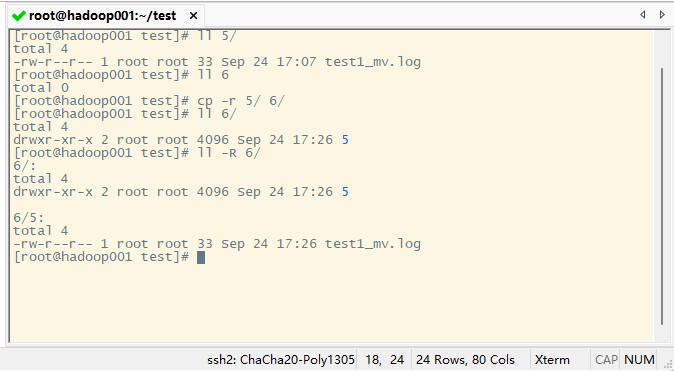 root@hadoop001:~/test ×
[root@hadoop001 test]# ll 5/
total 4
-rw-r--r-- 1 root root 33 Sep 24 17:07 test1_mv.log
[root@hadoop001 test]# ll 6
total 0
[root@hadoop001 test]# cp -r 5/ 6/
[root@hadoop001 test]# ll 6/
total 4
drwxr-xr-x 2 root root 4096 Sep 24 17:26 5
[root@hadoop001 test]# ll -R 6/
6/:
total 4
drwxr-xr-x 2 root root 4096 Sep 24 17:26 5

6/5:
total 4
-rw-r--r-- 1 root root 33 Sep 24 17:26 test1_mv.log
[root@hadoop001 test]#
ssh2: ChaCha20-Poly1305 18, 24 24 Rows, 80 Cols Xterm CAP NUM